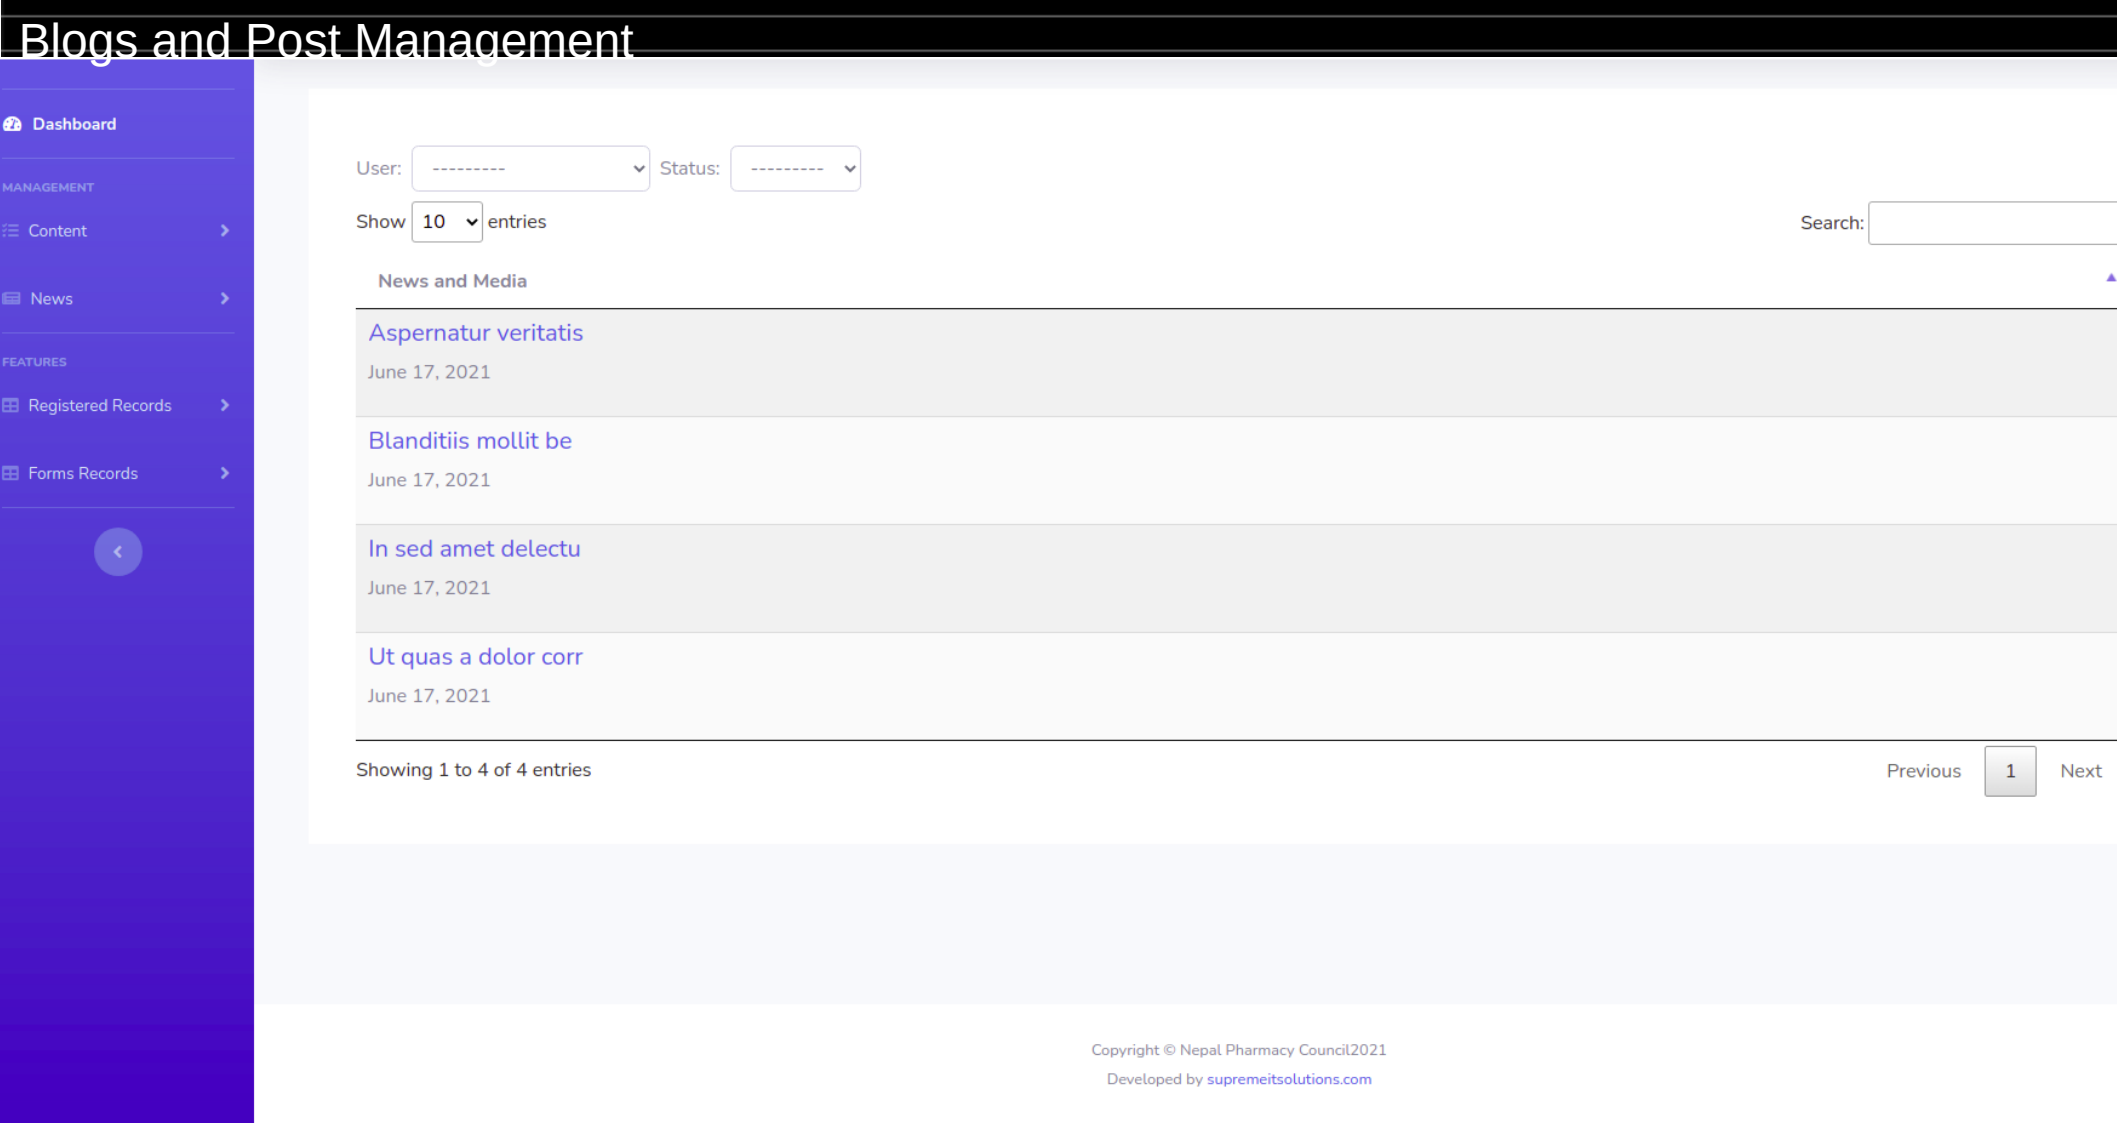 Blogs and Post Management
Dashboard
MANAGEMENT
Content
News
FEATURES
Registered Records
Forms Records
User: --------- Status: ---------
Show 10 entries
Search:
News and Media
Aspernatur veritatis
June 17, 2021
Blanditiis mollit be
June 17, 2021
In sed amet delectu
June 17, 2021
Ut quas a dolor corr
June 17, 2021
Showing 1 to 4 of 4 entries
Previous 1 Next
Copyright © Nepal Pharmacy Council2021
Developed by supremeitsolutions.com